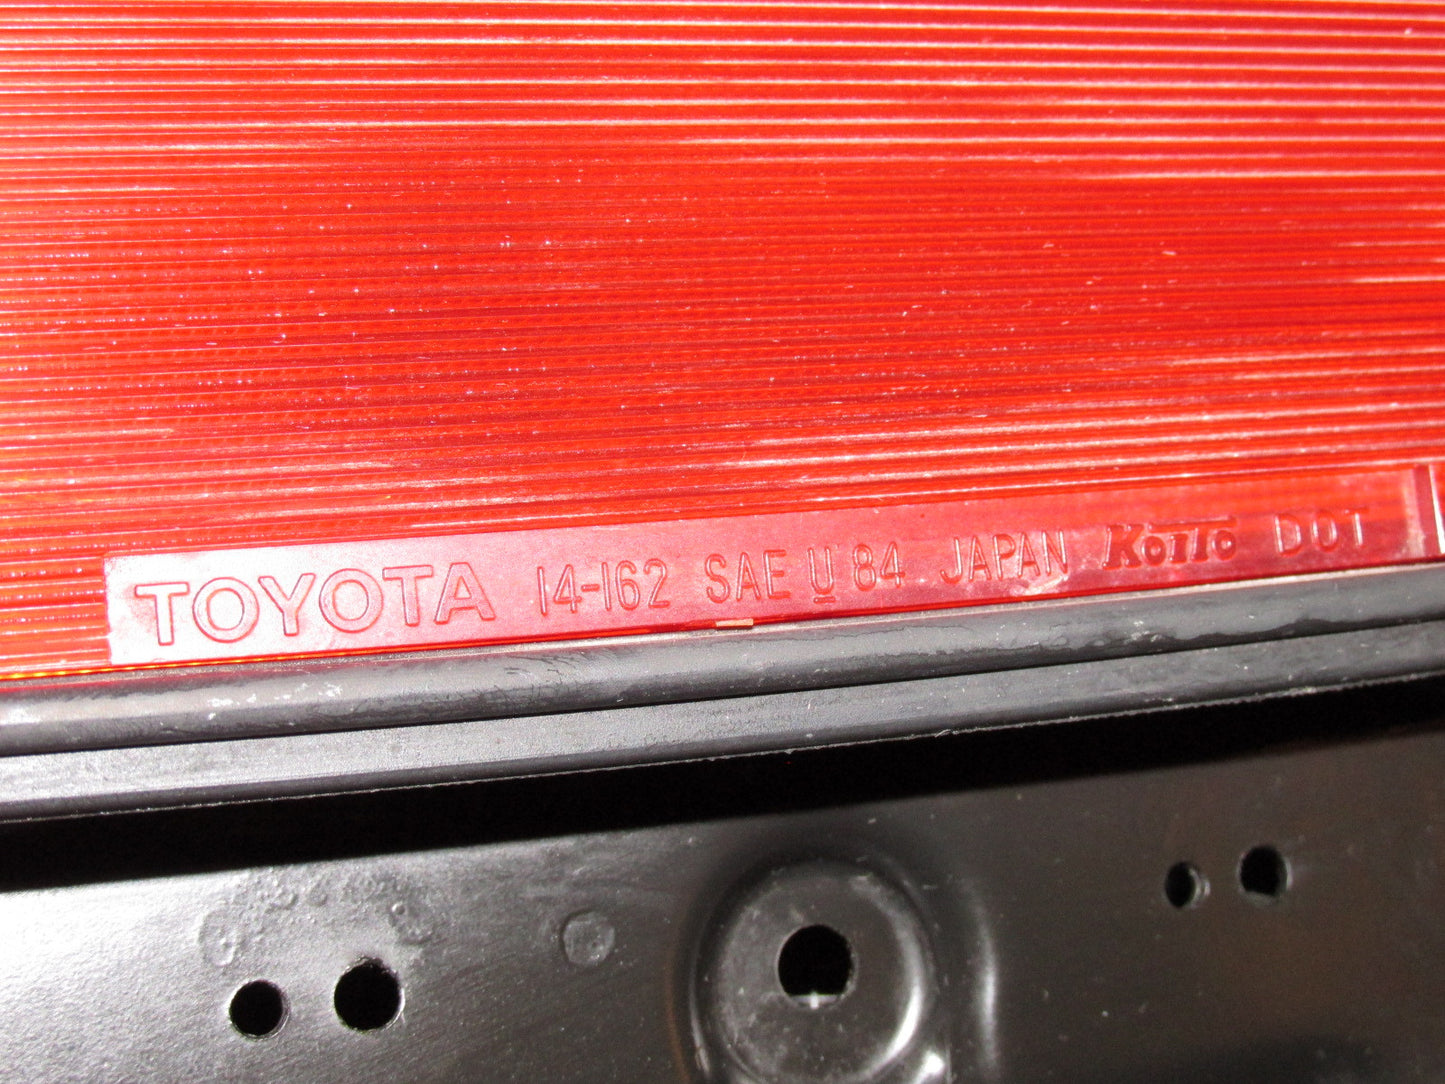 TOYOTA 14-162 SAE U 84 JAPAN KOITO DOT